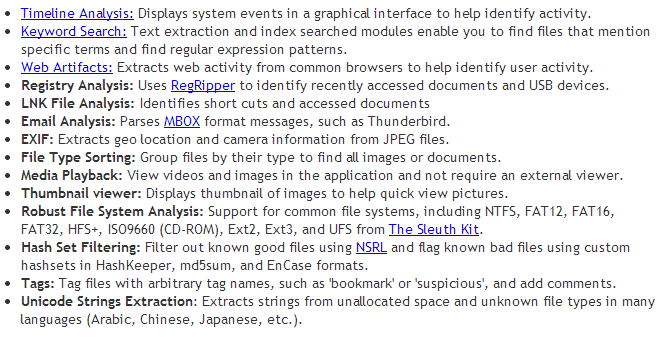 • Timeline Analysis: Displays system events in a graphical interface to help identify activity.
• Keyword Search: Text extraction and index searched modules enable you to find files that mention
specific terms and find regular expression patterns.
• Web Artifacts: Extracts web activity from common browsers to help identify user activity.
• Registry Analysis: Uses RegRipper to identify recently accessed documents and USB devices.
• LNK File Analysis: Identifies short cuts and accessed documents
• Email Analysis: Parses MBOX format messages, such as Thunderbird.
• EXIF: Extracts geo location and camera information from JPEG files.
• File Type Sorting: Group files by their type to find all images or documents.
• Media Playback: View videos and images in the application and not require an external viewer.
• Thumbnail viewer: Displays thumbnail of images to help quick view pictures.
• Robust File System Analysis: Support for common file systems, including NTFS, FAT12, FAT16,
FAT32, HFS+, ISO9660 (CD-ROM), Ext2, Ext3, and UFS from The Sleuth Kit.
• Hash Set Filtering: Filter out known good files using NSRL and flag known bad files using custom
hashsets in HashKeeper, md5sum, and EnCase formats.
• Tags: Tag files with arbitrary tag names, such as 'bookmark' or 'suspicious', and add comments.
• Unicode Strings Extraction: Extracts strings from unallocated space and unknown file types in many
languages (Arabic, Chinese, Japanese, etc.).